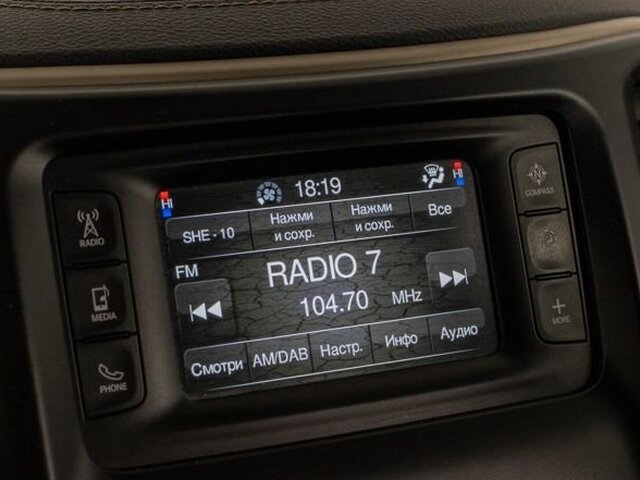 HI
18:19
HI
SHE - 10
Нажми
и сохр.
Нажми
и сохр.
Все
FM
RADIO 7
104.70 MHz
Смотри
AM/DAB
Настр.
Инфо
Аудио
RADIO
MEDIA
PHONE
COMPASS
+
MORE